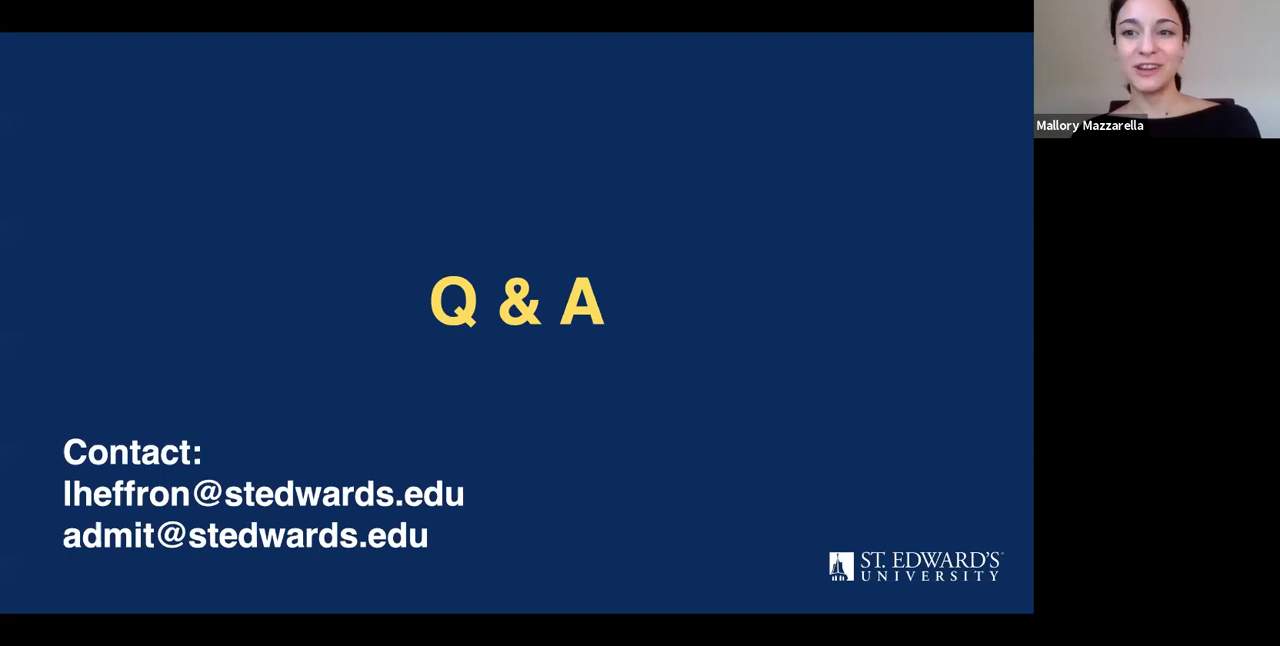 Mallory Mazzarella
Q & A
Contact:
lheffron@stedwards.edu
admit@stedwards.edu
ST. EDWARD'S
UNIVERSITY